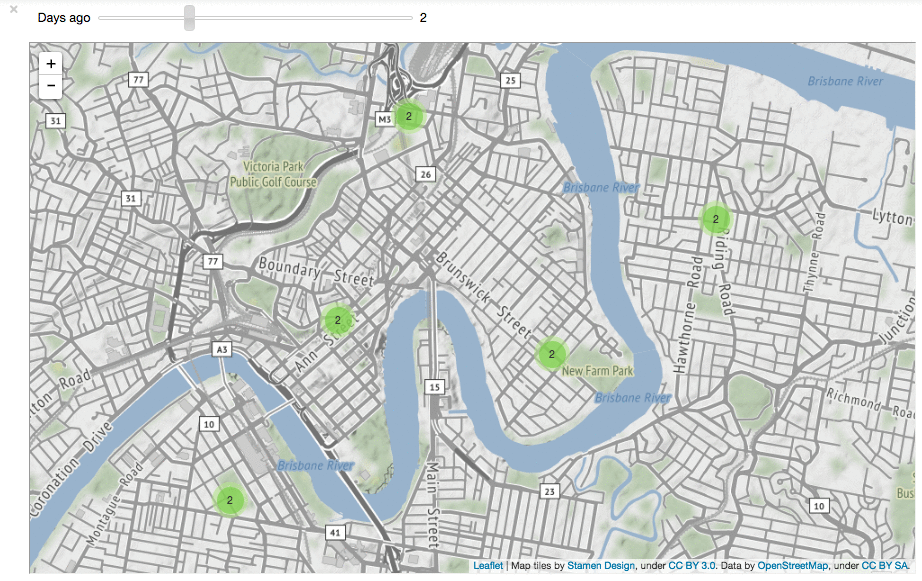 ×
Days ago 2
+
−
77
25
Brisbane River
31
M3
2
Victoria Park
Public Golf Course
26
Brisbane River
31
2
Lytton
77
Boundary Street
Brunswick Street
Riding Road
Thynne Road
Hawthorne Road
2
Ann Street
Junction
A3
2
New Farm Park
15
lton-Road
Brisbane River
Richmond Road
10
Coronation Drive
Brisbane River
Montague-Road
Main Street
23
2
10
Bus
41
Leaflet | Map tiles by Stamen Design, under CC BY 3.0. Data by OpenStreetMap, under CC BY SA.